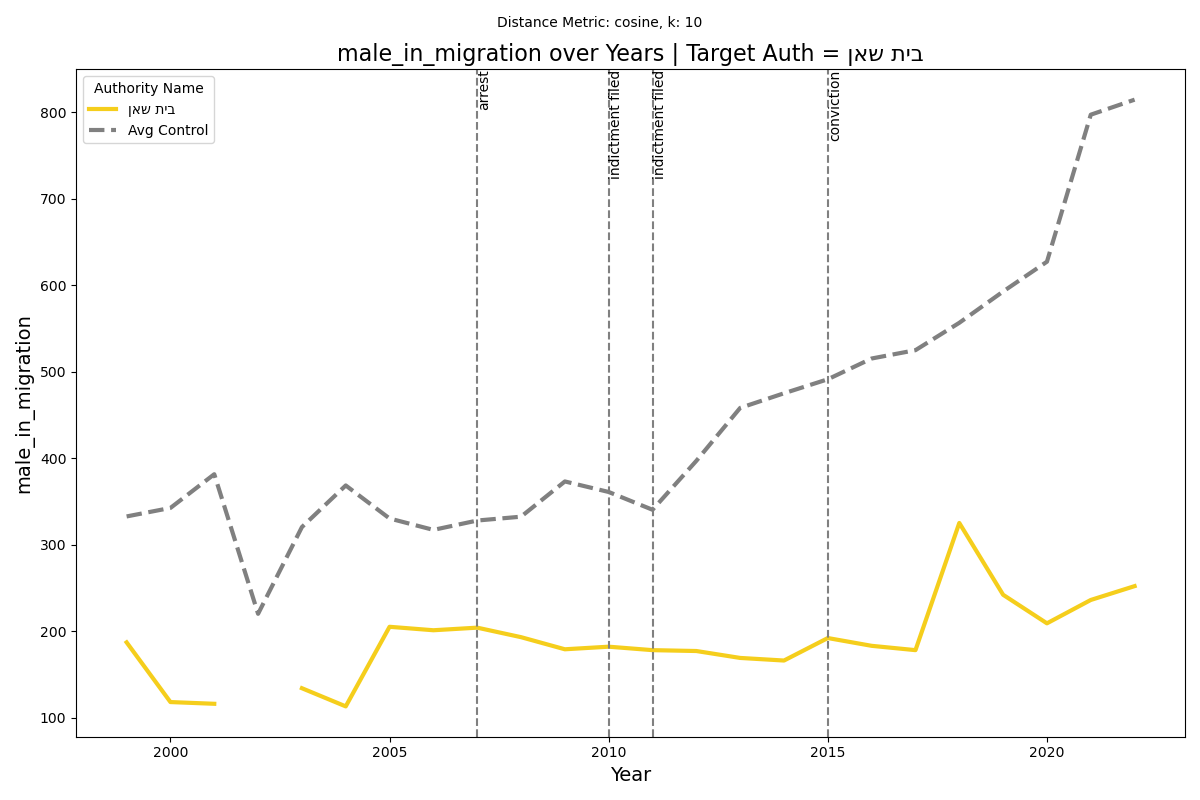 Distance Metric: cosine, k: 10
male_in_migration over Years | Target Auth = בית שאן
Authority Name
בית שאן
Avg Control
arrest
indictment filed
indictment filed
conviction
male_in_migration
800
700
600
500
400
300
200
100
2000
2005
2010
2015
2020
Year